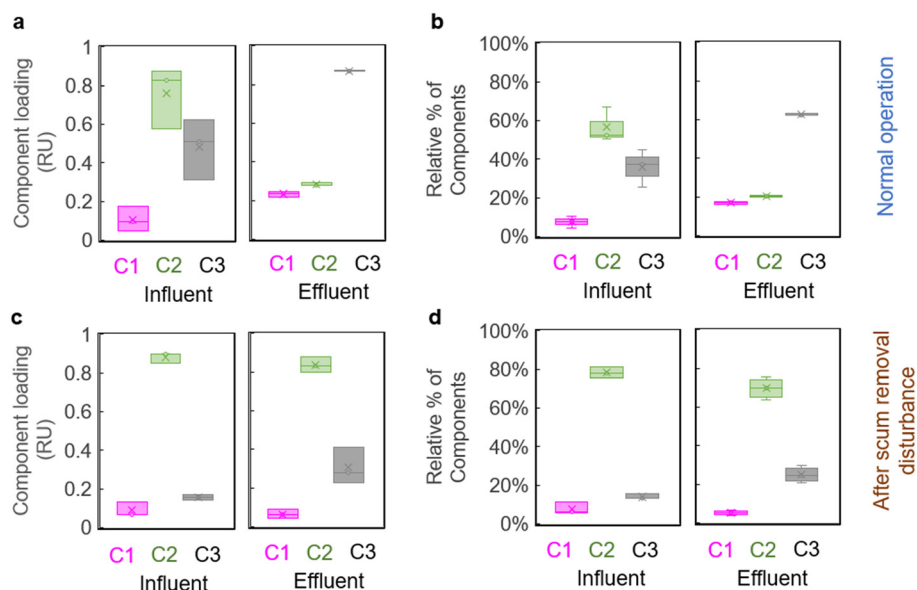 a
b
Component loading
(RU)
1
0.8
0.6
0.4
0.2
0
C1 C2 C3
Influent
C1 C2 C3
Effluent
Relative % of
Components
100%
80%
60%
40%
20%
0%
C1 C2 C3
Influent
C1 C2 C3
Effluent
Normal operation
c
d
Component loading
(RU)
1
0.8
0.6
0.4
0.2
0
C1 C2 C3
Influent
C1 C2 C3
Effluent
Relative % of
Components
100%
80%
60%
40%
20%
0%
C1 C2 C3
Influent
C1 C2 C3
Effluent
After scum removal
disturbance